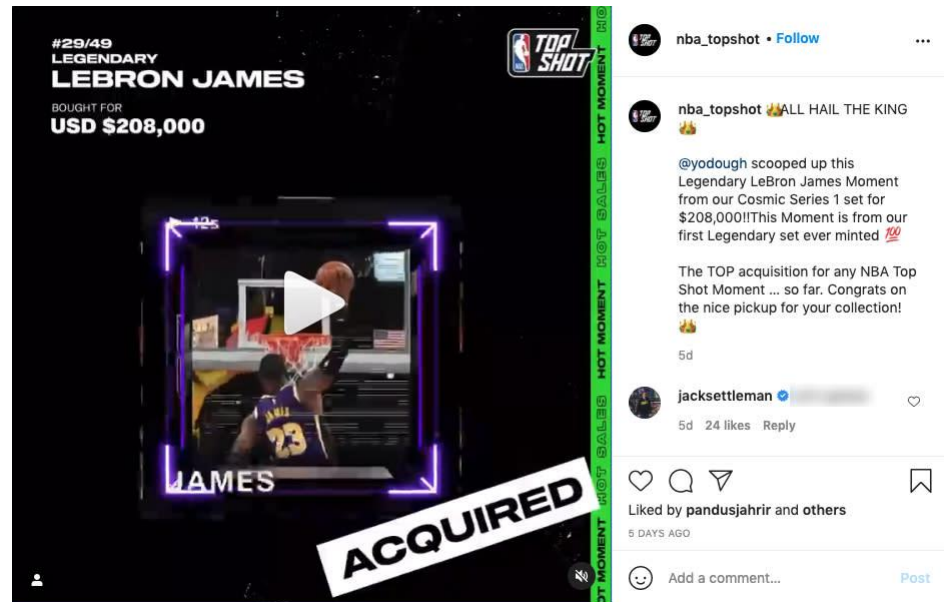 #29/49
LEGENDARY
LEBRON JAMES
BOUGHT FOR
USD $208,000
TOP
SHOT
12s
JAMES
23
JAMES
ACQUIRED
HOT MOMENT
HOT SALES
HOT MOMENT
HOT SALES
HOT MOMENT
nba_topshot • Follow
nba_topshot 👑ALL HAIL THE KING
👑
@yodough scooped up this
Legendary LeBron James Moment
from our Cosmic Series 1 set for
$208,000!!This Moment is from our
first Legendary set ever minted 💯
The TOP acquisition for any NBA Top
Shot Moment ... so far. Congrats on
the nice pickup for your collection!
👑
5d
jacksettleman
5d 24 likes Reply
Liked by pandusjahrir and others
5 DAYS AGO
Add a comment...
Post